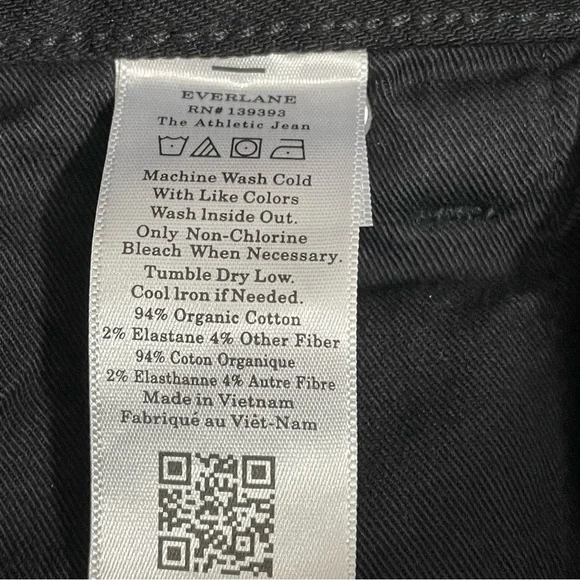 EVERLANE
RN# 139393
The Athletic Jean
Machine Wash Cold
With Like Colors
Wash Inside Out.
Only Non-Chlorine
Bleach When Necessary.
Tumble Dry Low.
Cool Iron if Needed.
94% Organic Cotton
2% Elastane 4% Other Fiber
94% Coton Organique
2% Elasthanne 4% Autre Fibre
Made in Vietnam
Fabriqué au Viêt-Nam